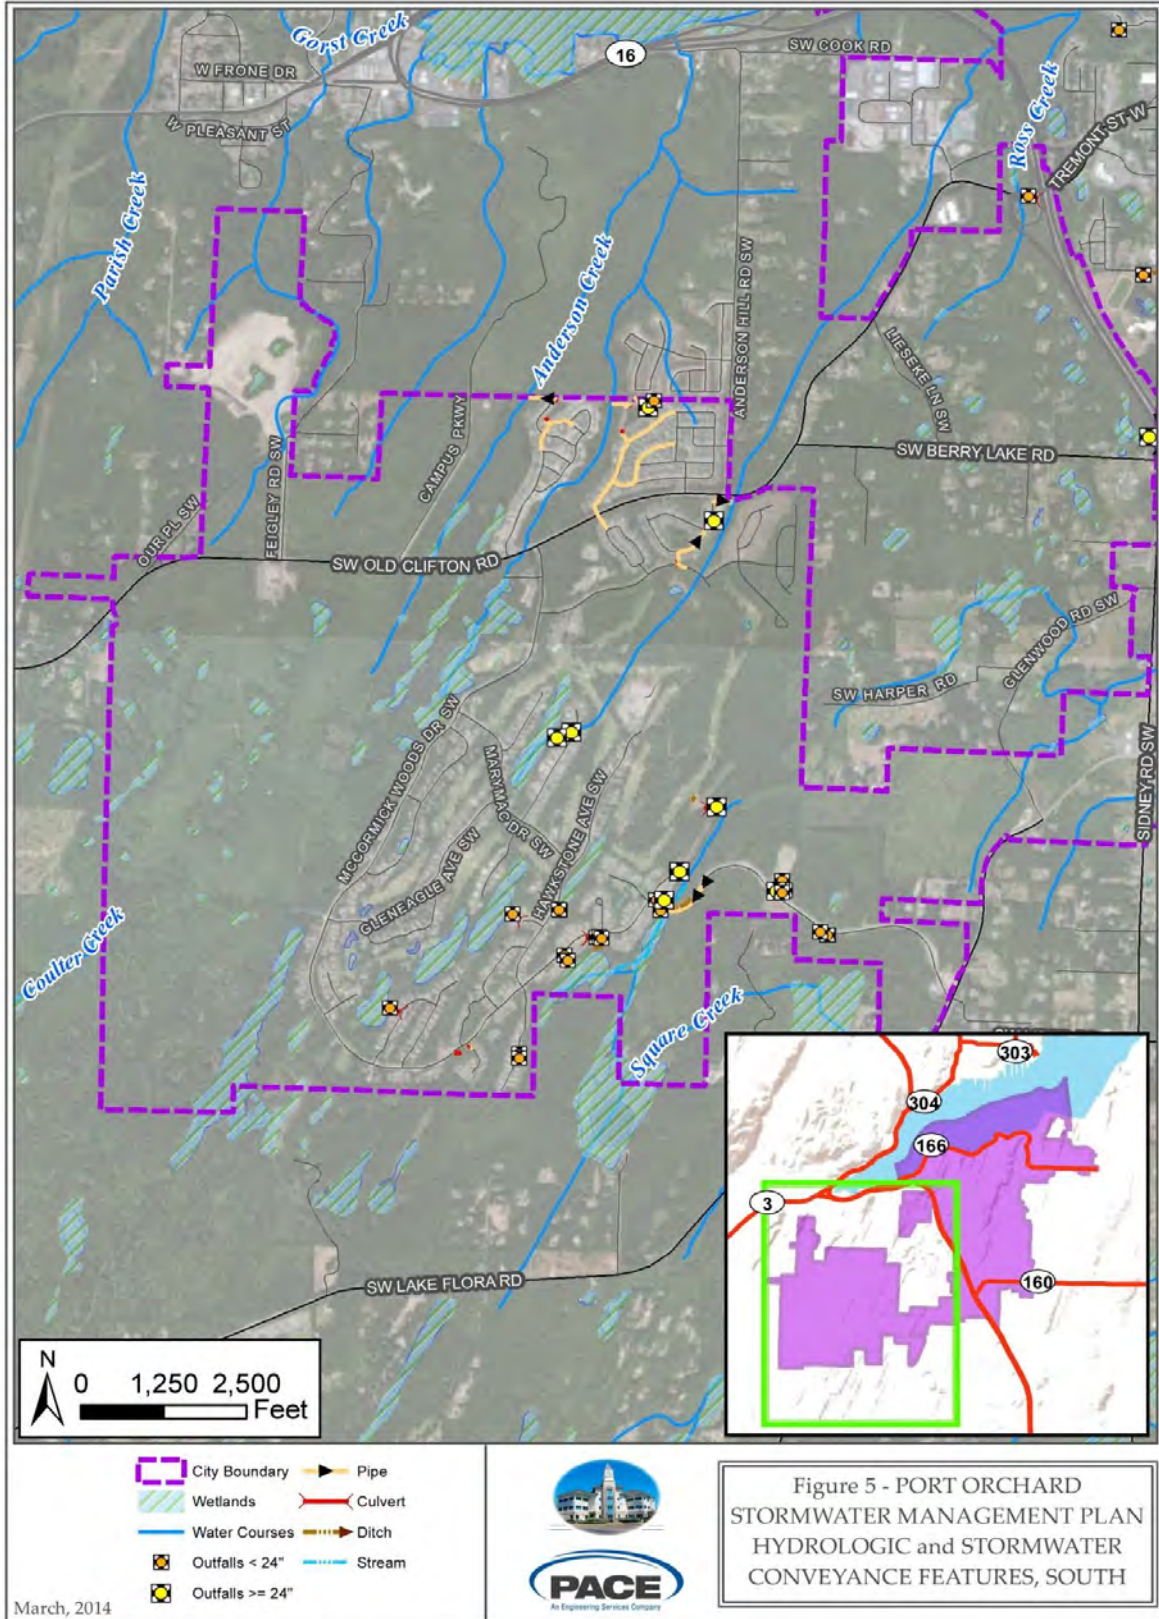 Gorst Creek
16
SW COOK RD
W FRONE DR
W PLEASANT ST
Ross Creek
TREMONT ST W
Parish Creek
Anderson Creek
ANDERSON HILL RD SW
LIESEKE LN SW
CAMPUS PKWY
SW BERRY LAKE RD
FEIGLEY RD SW
OUR PL SW
SW OLD CLIFTON RD
GLENWOOD RD SW
SW HARPER RD
MCCORMICK WOODS DR SW
MARYMAC DR SW
HAWKSTONE AVE SW
GLENEAGLE AVE SW
SIDNEY RD SW
Coulter Creek
Square Creek
SW LAKE FLORA RD
303
304
166
3
160
N
0 1,250 2,500
Feet
City Boundary
Wetlands
Water Courses
Outfalls < 24"
Outfalls >= 24"
Pipe
Culvert
Ditch
Stream
PACE
An Engineering Services Company
Figure 5 - PORT ORCHARD
STORMWATER MANAGEMENT PLAN
HYDROLOGIC and STORMWATER
CONVEYANCE FEATURES, SOUTH
March, 2014